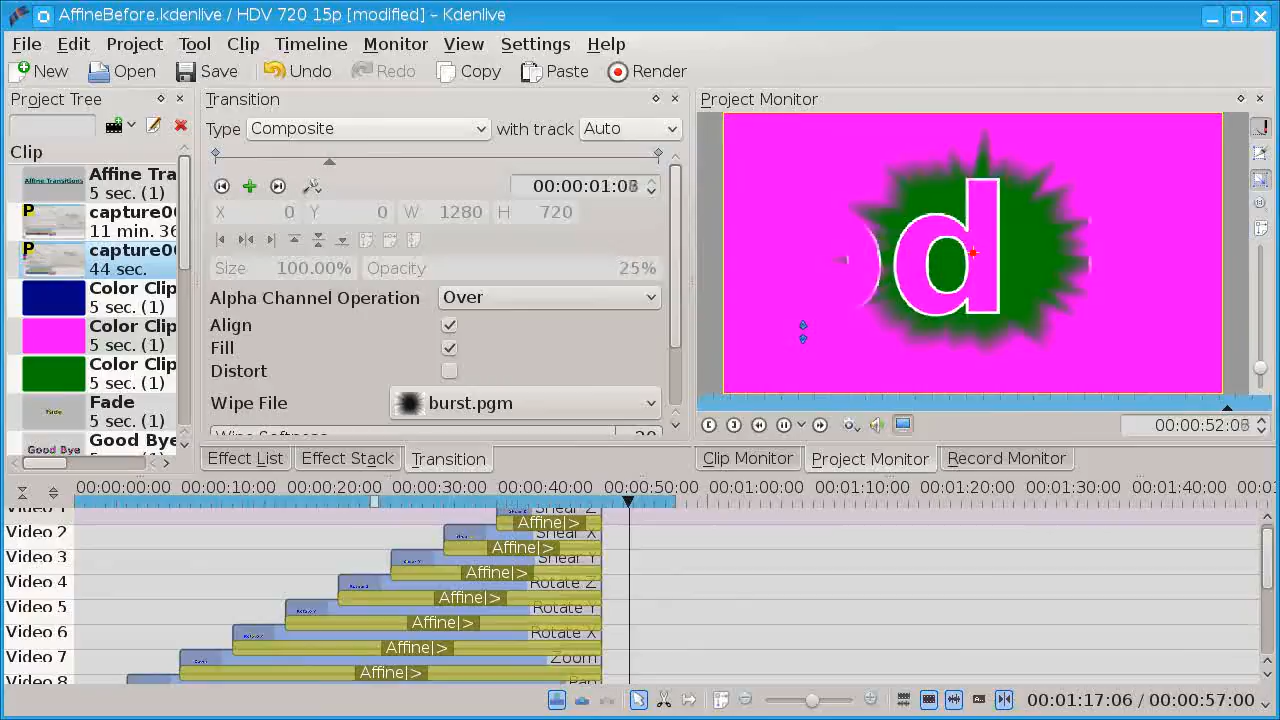 AffineBefore.kdenlive / HDV 720 15p [modified] – Kdenlive
File Edit Project Tool Clip Timeline Monitor View Settings Help
New Open Save Undo Redo Copy Paste Render
Project Tree
Transition
Project Monitor
Type Composite with track Auto
Clip
Affine Tra
5 sec. (1)
capture00
11 min. 36
capture00
44 sec.
Color Clip
5 sec. (1)
Color Clip
5 sec. (1)
Color Clip
5 sec. (1)
Fade
5 sec. (1)
Good Bye
X 0 Y 0 W 1280 H 720
Size 100.00% Opacity 25%
Alpha Channel Operation Over
Align
Fill
Distort
Wipe File burst.pgm
d
Effect List Effect Stack Transition
Clip Monitor Project Monitor Record Monitor
00:00:00:00 00:00:10:00 00:00:20:00 00:00:30:00 00:00:40:00 00:00:50:00 00:01:00:00 00:01:10:00 00:01:20:00 00:01:30:00 00:01:40:00
Video 1 Shear Z
Affine|>
Video 2 Shear X
Affine|>
Video 3 Shear Y
Affine|>
Video 4 Rotate Z
Affine|>
Video 5 Rotate Y
Affine|>
Video 6 Rotate X
Affine|>
Video 7 Zoom
Affine|>
Video 8 Pan
00:01:17:06 / 00:00:57:00